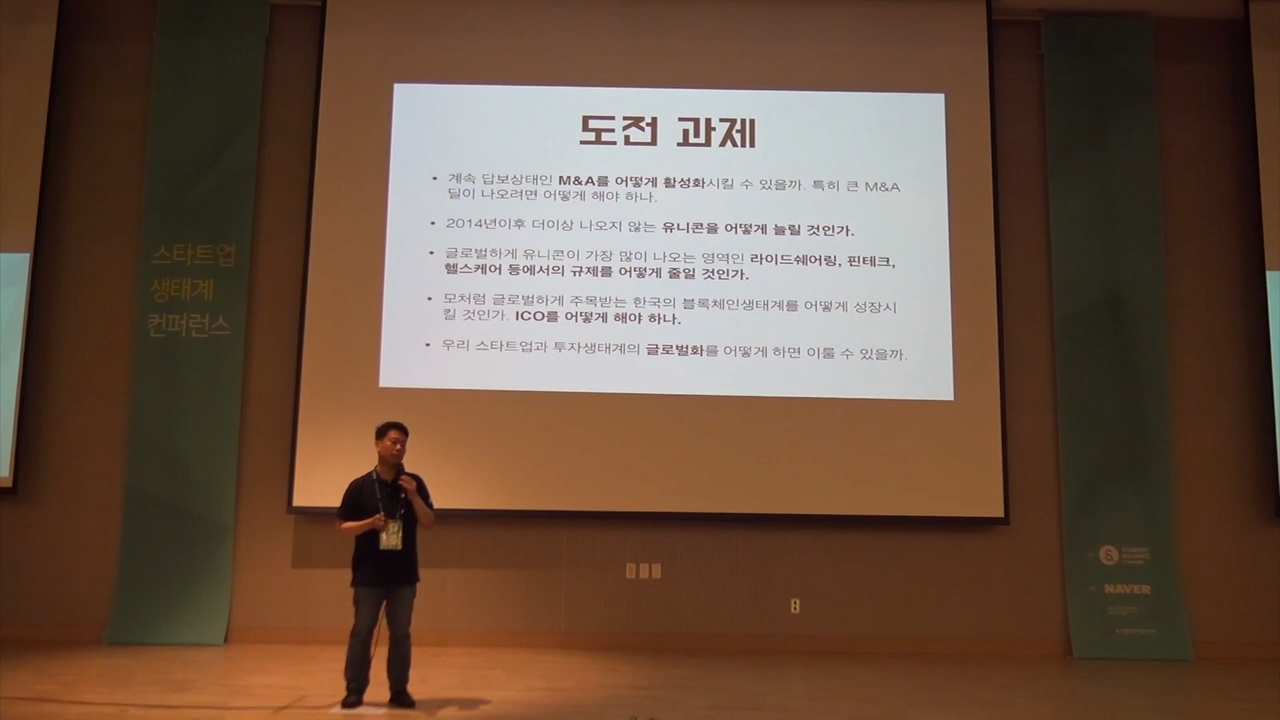 도전 과제
• 계속 답보상태인 M&A를 어떻게 활성화시킬 수 있을까. 특히 큰 M&A
딜이 나오려면 어떻게 해야 하나.
• 2014년이후 더이상 나오지 않는 유니콘을 어떻게 늘릴 것인가.
• 글로벌하게 유니콘이 가장 많이 나오는 영역인 라이드쉐어링, 핀테크,
헬스케어 등에서의 규제를 어떻게 줄일 것인가.
• 모처럼 글로벌하게 주목받는 한국의 블록체인생태계를 어떻게 성장시
킬 것인가. ICO를 어떻게 해야 하나.
• 우리 스타트업과 투자생태계의 글로벌화를 어떻게 하면 이룰 수 있을까.
스타트업
생태계
컨퍼런스
NAVER